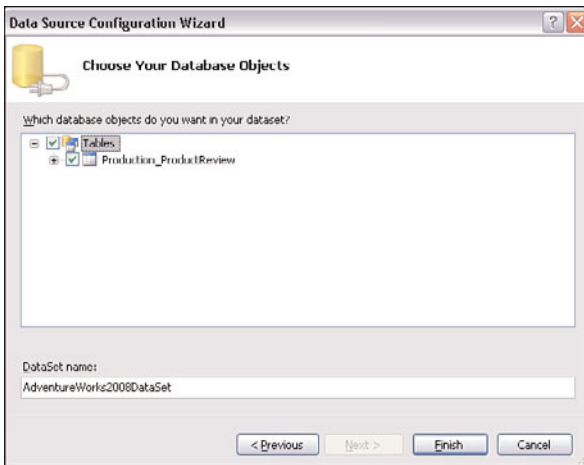 Data Source Configuration Wizard
Choose Your Database Objects
Which database objects do you want in your dataset?
Tables
Production_ProductReview
DataSet name:
AdventureWorks2008DataSet
< Previous Next > Finish Cancel